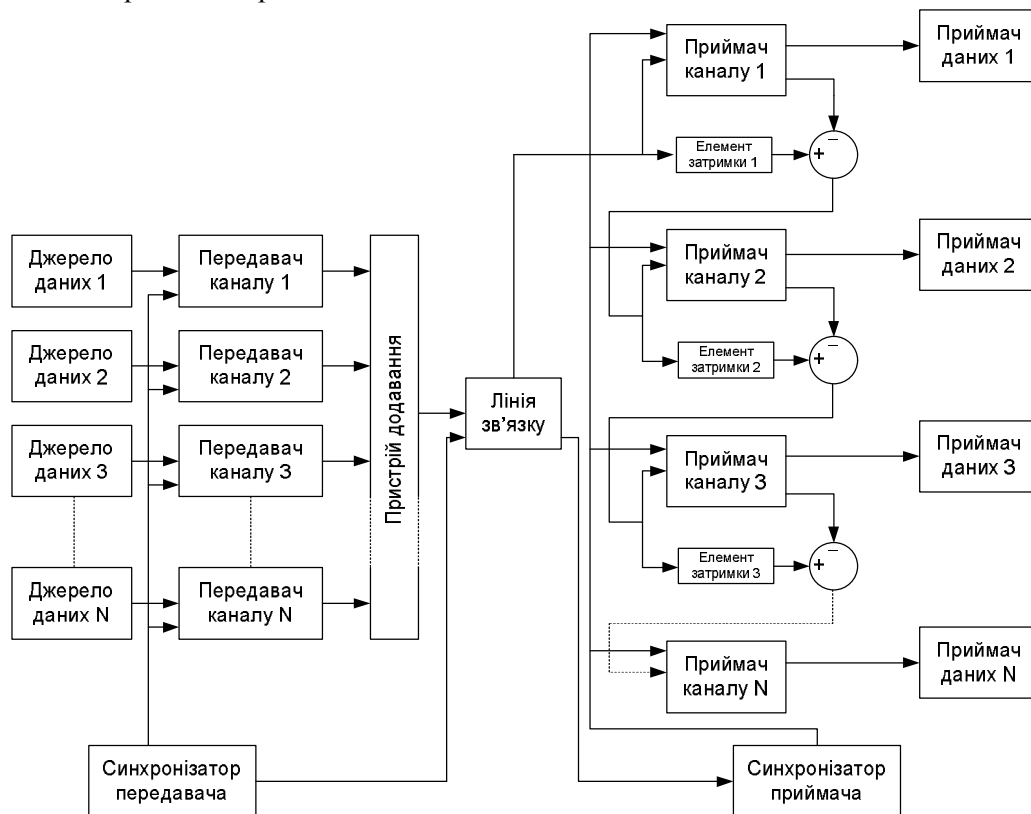 Приймач
каналу 1
Приймач
даних 1
Елемент
затримки 1
+
−
Джерело
даних 1
Передавач
каналу 1
Приймач
каналу 2
Приймач
даних 2
Елемент
затримки 2
+
−
Джерело
даних 2
Передавач
каналу 2
Пристрій додавання
Лінія
зв’язку
Джерело
даних 3
Передавач
каналу 3
Приймач
каналу 3
Приймач
даних 3
Елемент
затримки 3
+
−
Джерело
даних N
Передавач
каналу N
Приймач
каналу N
Приймач
даних N
Синхронізатор
передавача
Синхронізатор
приймача